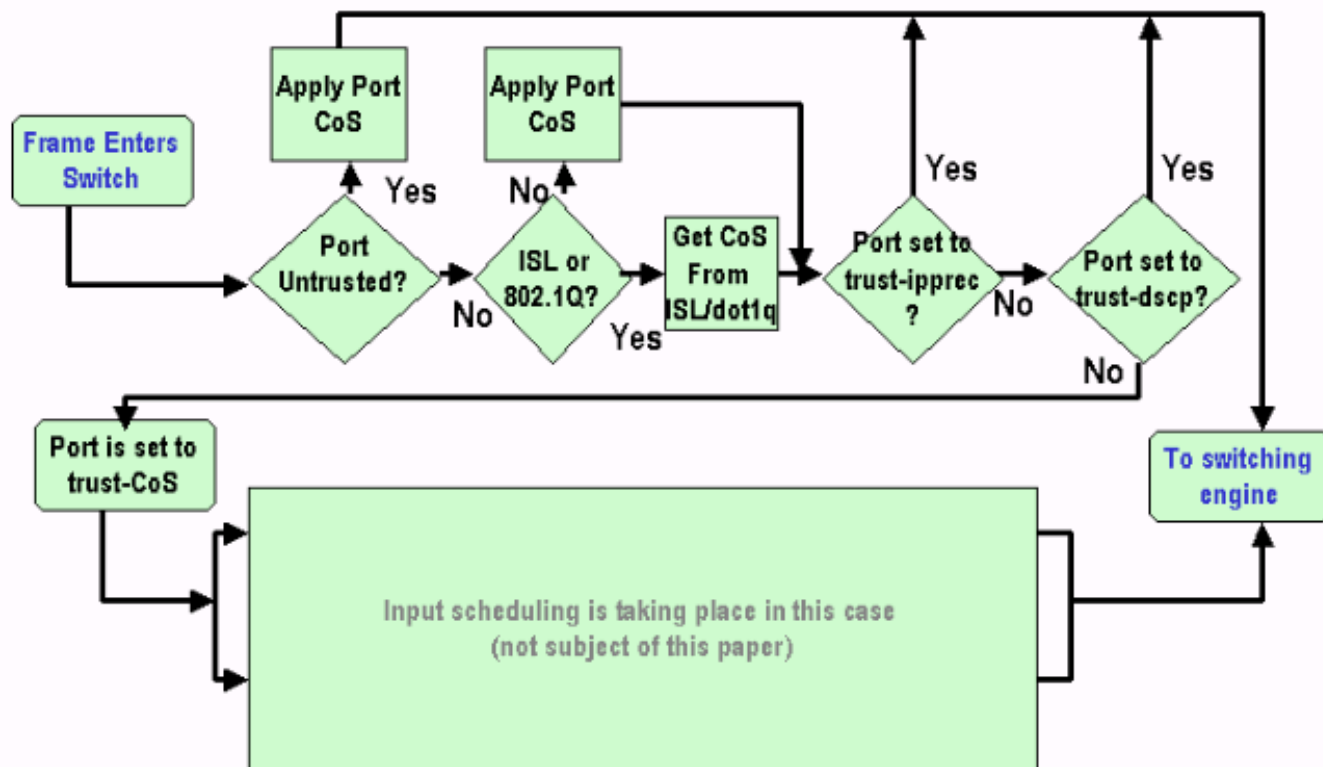 Frame Enters
Switch
Apply Port
CoS
Yes
Port
Untrusted?
No
Apply Port
CoS
No
ISL or
802.1Q?
Yes
Get CoS
From
ISL/dot1q
Yes
Port set to
trust-ipprec
?
No
Yes
Port set to
trust-dscp?
No
Port is set to
trust-CoS
Input scheduling is taking place in this case
(not subject of this paper)
To switching
engine